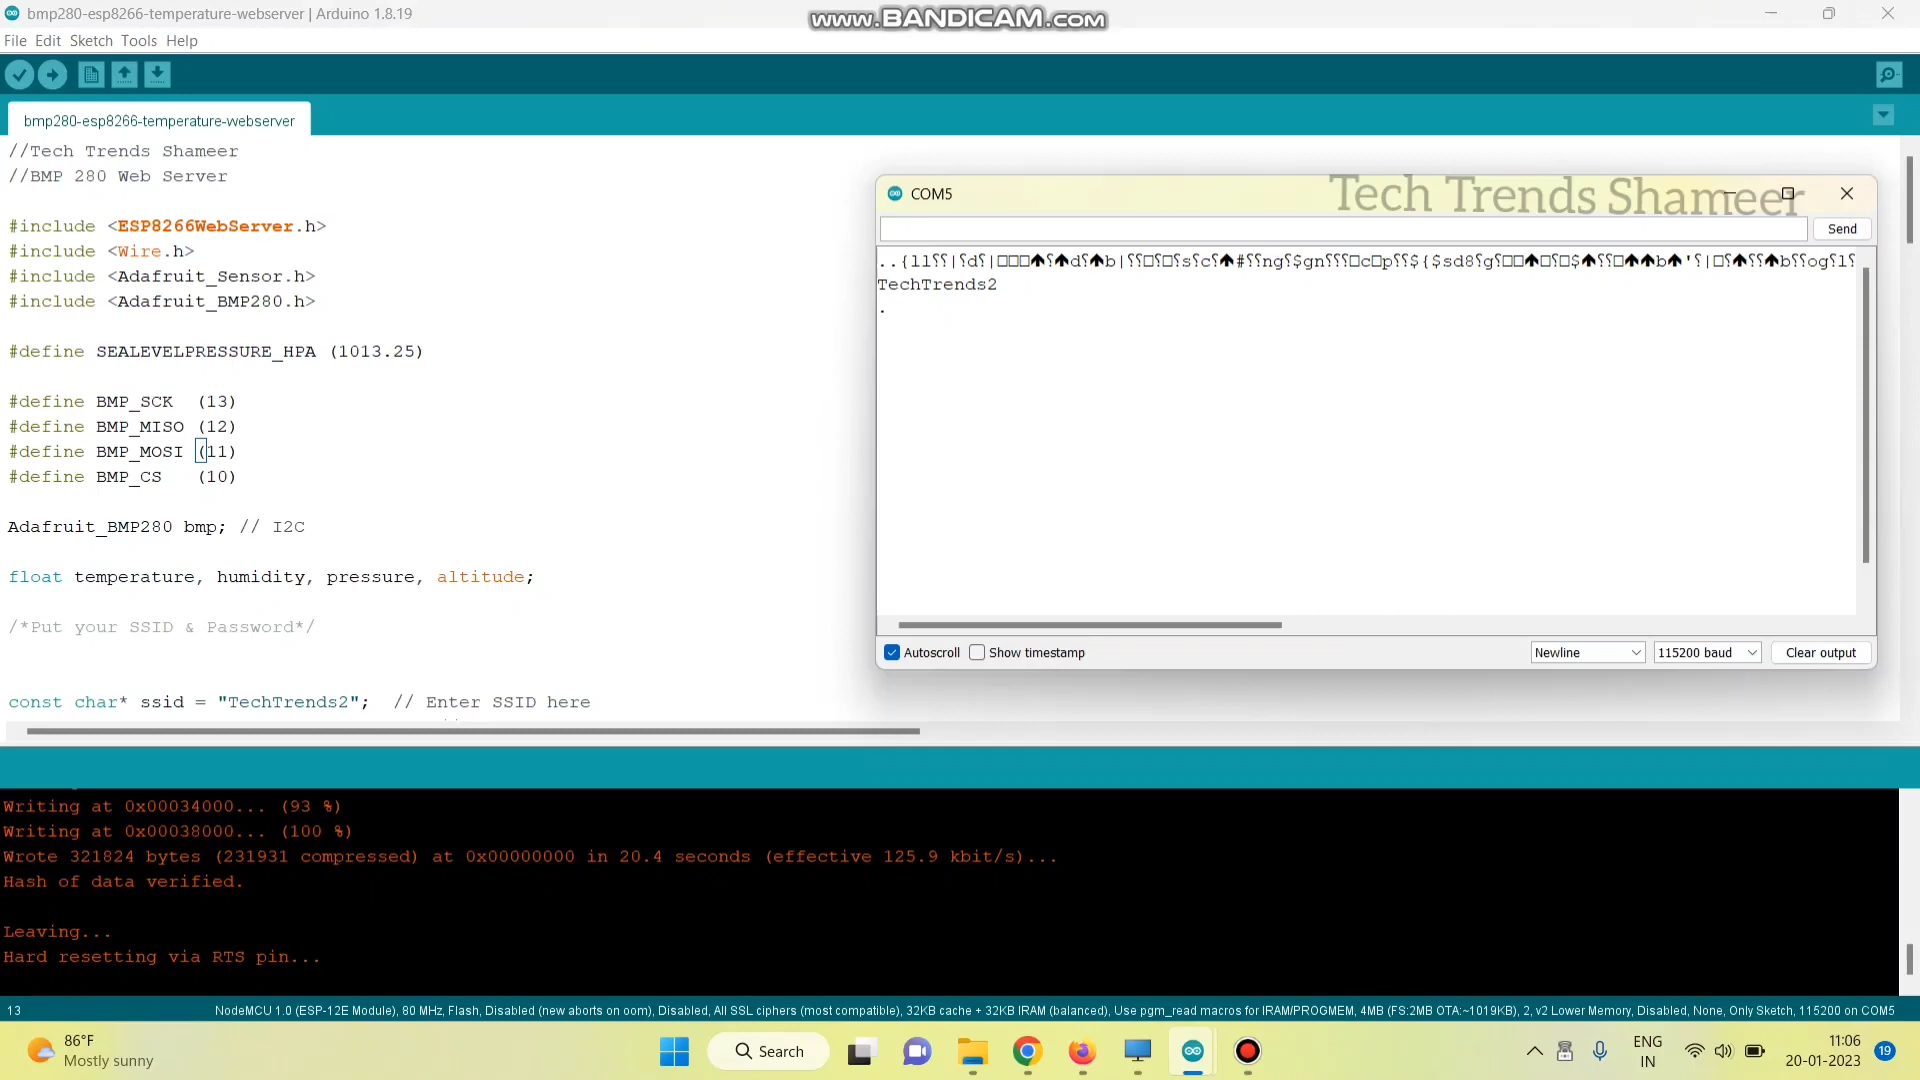 bmp280-esp8266-temperature-webserver | Arduino 1.8.19
www.BANDICAM.com
File Edit Sketch Tools Help
bmp280-esp8266-temperature-webserver
//Tech Trends Shameer
//BMP 280 Web Server
#include <ESP8266WebServer.h>
#include <Wire.h>
#include <Adafruit_Sensor.h>
#include <Adafruit_BMP280.h>
#define SEALEVELPRESSURE_HPA (1013.25)
#define BMP_SCK (13)
#define BMP_MISO (12)
#define BMP_MOSI (11)
#define BMP_CS (10)
Adafruit_BMP280 bmp; // I2C
float temperature, humidity, pressure, altitude;
/*Put your SSID & Password*/
const char* ssid = "TechTrends2"; // Enter SSID here
COM5
Tech Trends Shameer
Send
TechTrends2
.
Autoscroll Show timestamp
Newline
115200 baud
Clear output
Writing at 0x00034000... (93 %)
Writing at 0x00038000... (100 %)
Wrote 321824 bytes (231931 compressed) at 0x00000000 in 20.4 seconds (effective 125.9 kbit/s)...
Hash of data verified.
Leaving...
Hard resetting via RTS pin...
13
NodeMCU 1.0 (ESP-12E Module), 80 MHz, Flash, Disabled (new aborts on oom), Disabled, All SSL ciphers (most compatible), 32KB cache + 32KB IRAM (balanced), Use pgm_read macros for IRAM/PROGMEM, 4MB (FS:2MB OTA:~1019KB), 2, v2 Lower Memory, Disabled, None, Only Sketch, 115200 on COM5
86°F
Mostly sunny
Search
ENG
IN
11:06
20-01-2023
19